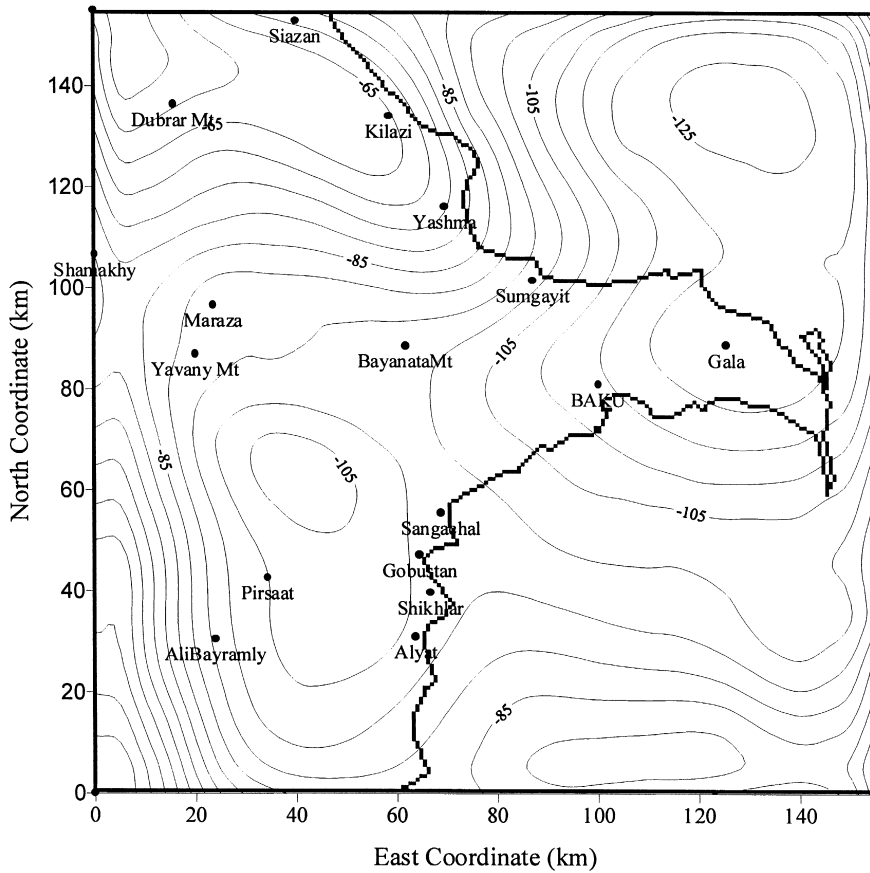 Siazan
140
-65
-85
-105
Dubrar Mt
-65
Kilazi
-125
120
Yashma
Shamakhy
-85
100
Sumgayit
Maraza
Yavany Mt
BayanataMt
-105
Gala
80
BAKU
-85
-105
60
-105
Sangachal
Gobustan
40
Pirsaat
Shikhlar
AliBayramly
Alyat
20
-85
0
0 20 40 60 80 100 120 140
East Coordinate (km)
North Coordinate (km)